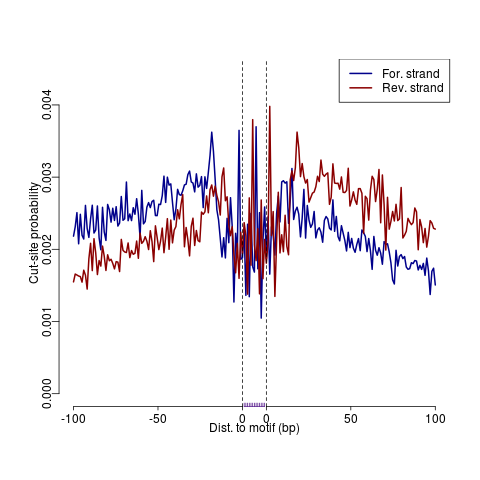 For. strand
Rev. strand
Cut-site probability
0.004
0.003
0.002
0.001
0.000
-100 -50 0 0 50 100
Dist. to motif (bp)